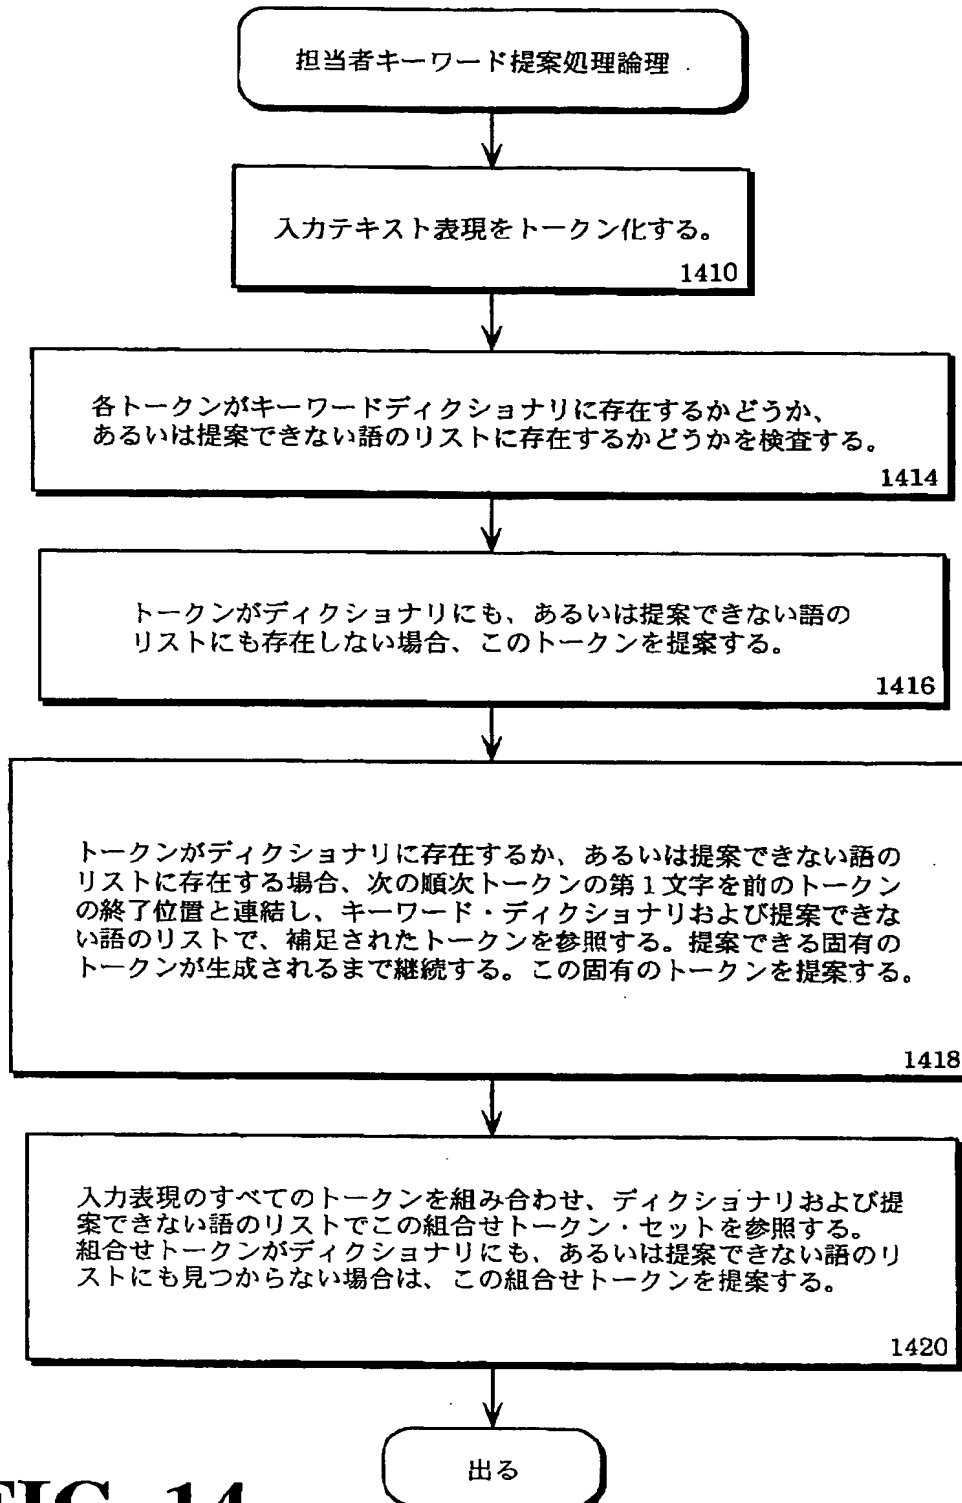 担当者キーワード提案処理論理
入力テキスト表現をトークン化する。
1410
各トークンがキーワードディクショナリに存在するかどうか、
あるいは提案できない語のリストに存在するかどうかを検査する。
1414
トークンがディクショナリにも、あるいは提案できない語の
リストにも存在しない場合、このトークンを提案する。
1416
トークンがディクショナリに存在するか、あるいは提案できない語の
リストに存在する場合、次の順次トークンの第１文字を前のトークン
の終了位置と連結し、キーワード・ディクショナリおよび提案できな
い語のリストで、補足されたトークンを参照する。提案できる固有の
トークンが生成されるまで継続する。この固有のトークンを提案する。
1418
入力表現のすべてのトークンを組み合わせ、ディクショナリおよび提
案できない語のリストでこの組合せトークン・セットを参照する。
組合せトークンがディクショナリにも、あるいは提案できない語のリ
ストにも見つからない場合は、この組合せトークンを提案する。
1420
出る
FIG. 14